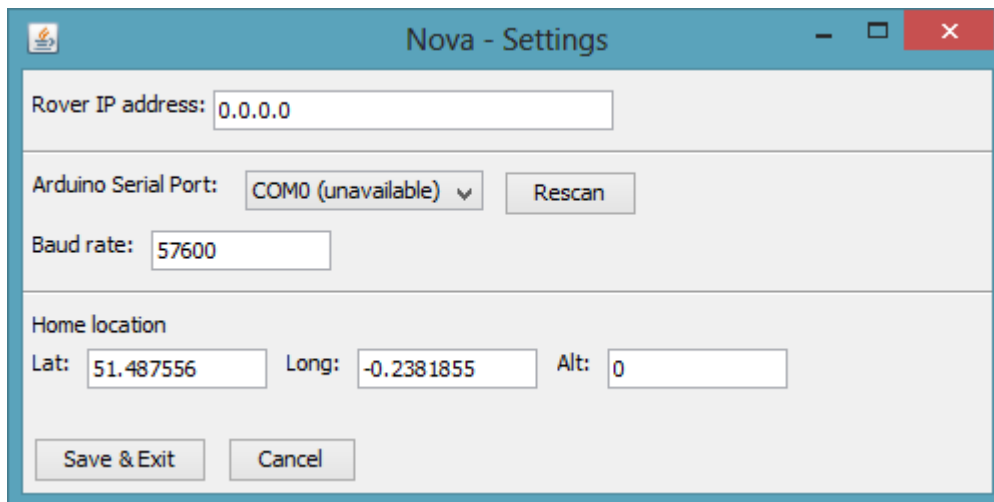 Nova - Settings
Rover IP address: 0.0.0.0
Arduino Serial Port: COM0 (unavailable) Rescan
Baud rate: 57600
Home location
Lat: 51.487556 Long: -0.2381855 Alt: 0
Save & Exit Cancel